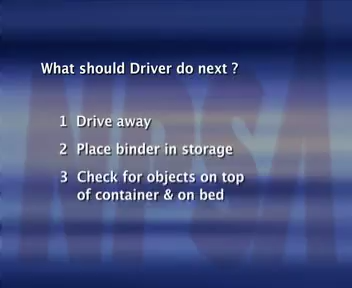 What should Driver do next ?
1 Drive away
2 Place binder in storage
3 Check for objects on top
of container & on bed
NPSA